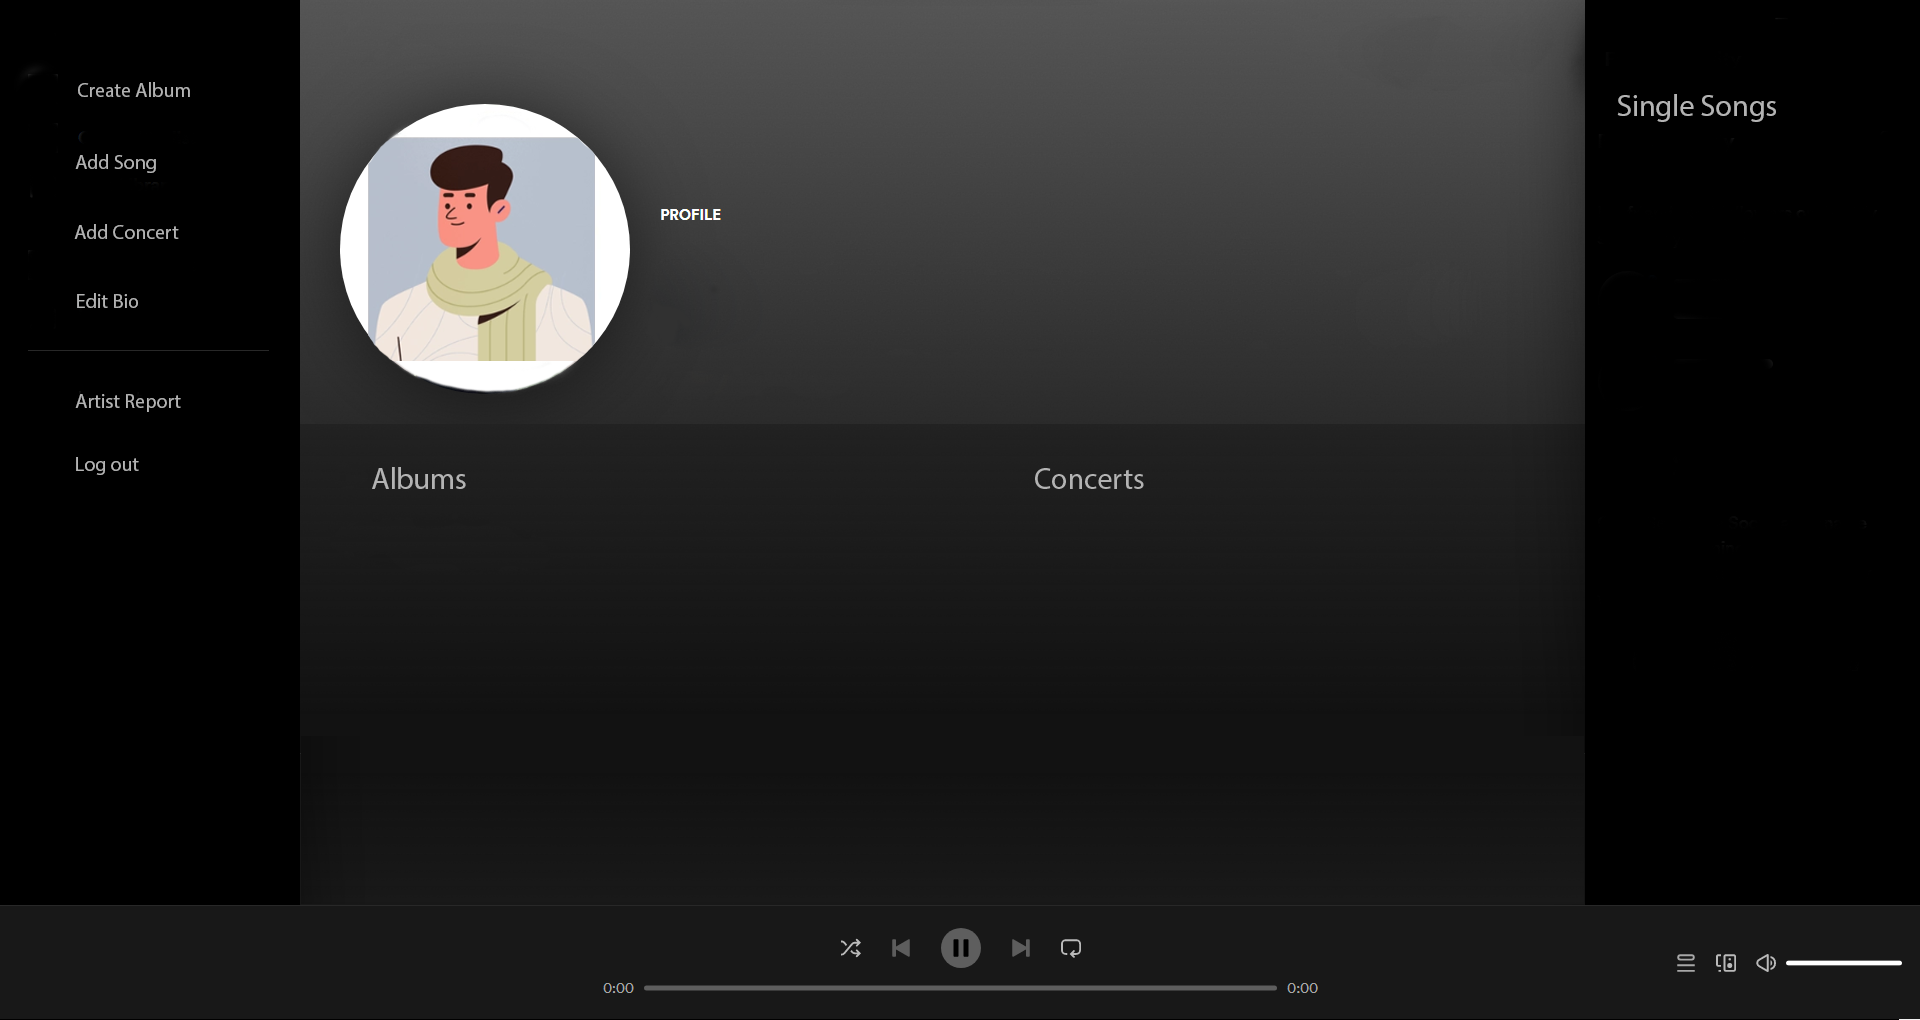 Create Album
Add Song
Add Concert
Edit Bio
Artist Report
Log out
PROFILE
Albums
Concerts
Single Songs
0:00
0:00